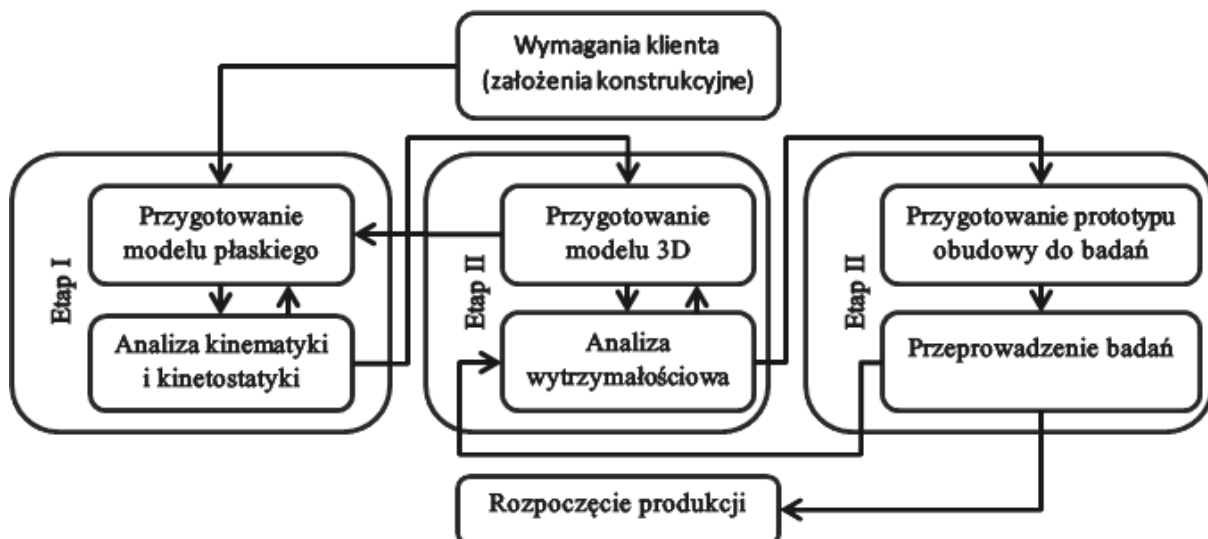 Wymagania klienta
(założenia konstrukcyjne)
Etap I
Przygotowanie
modelu płaskiego
Analiza kinematyki
i kinetostatyki
Etap II
Przygotowanie
modelu 3D
Analiza
wytrzymałościowa
Etap II
Przygotowanie prototypu
obudowy do badań
Przeprowadzenie badań
Rozpoczęcie produkcji